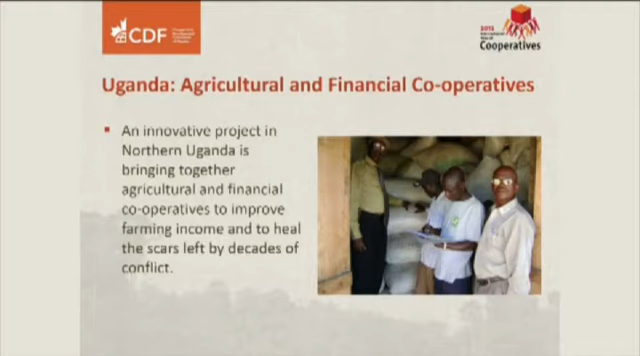 CDF
2012
Cooperatives
Uganda: Agricultural and Financial Co-operatives
An innovative project in
Northern Uganda is
bringing together
agricultural and financial
co-operatives to improve
farming income and to heal
the scars left by decades of
conflict.